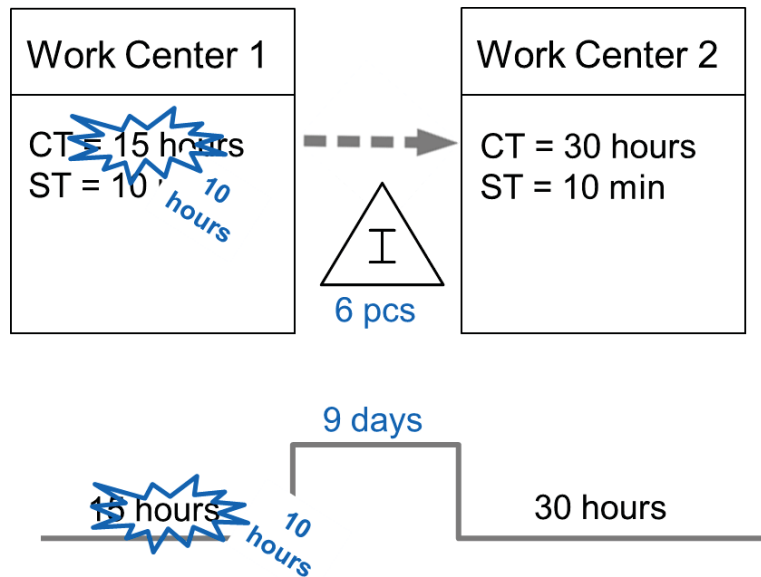 Work Center 1
Work Center 2
CT = 15 hours
ST = 10
10
hours
CT = 30 hours
ST = 10 min
I
6 pcs
9 days
15 hours
10
hours
30 hours